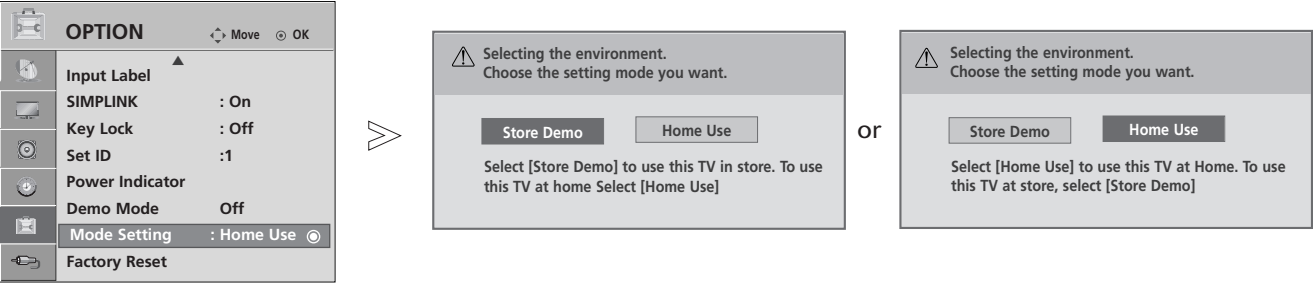 OPTION
Move OK
Input Label
SIMPLINK : On
Key Lock : Off
Set ID :1
Power Indicator
Demo Mode Off
Mode Setting : Home Use
Factory Reset
Selecting the environment.
Choose the setting mode you want.
Store Demo Home Use
Select [Store Demo] to use this TV in store. To use
this TV at home Select [Home Use]
or
Selecting the environment.
Choose the setting mode you want.
Store Demo Home Use
Select [Home Use] to use this TV at Home. To use
this TV at store, select [Store Demo]